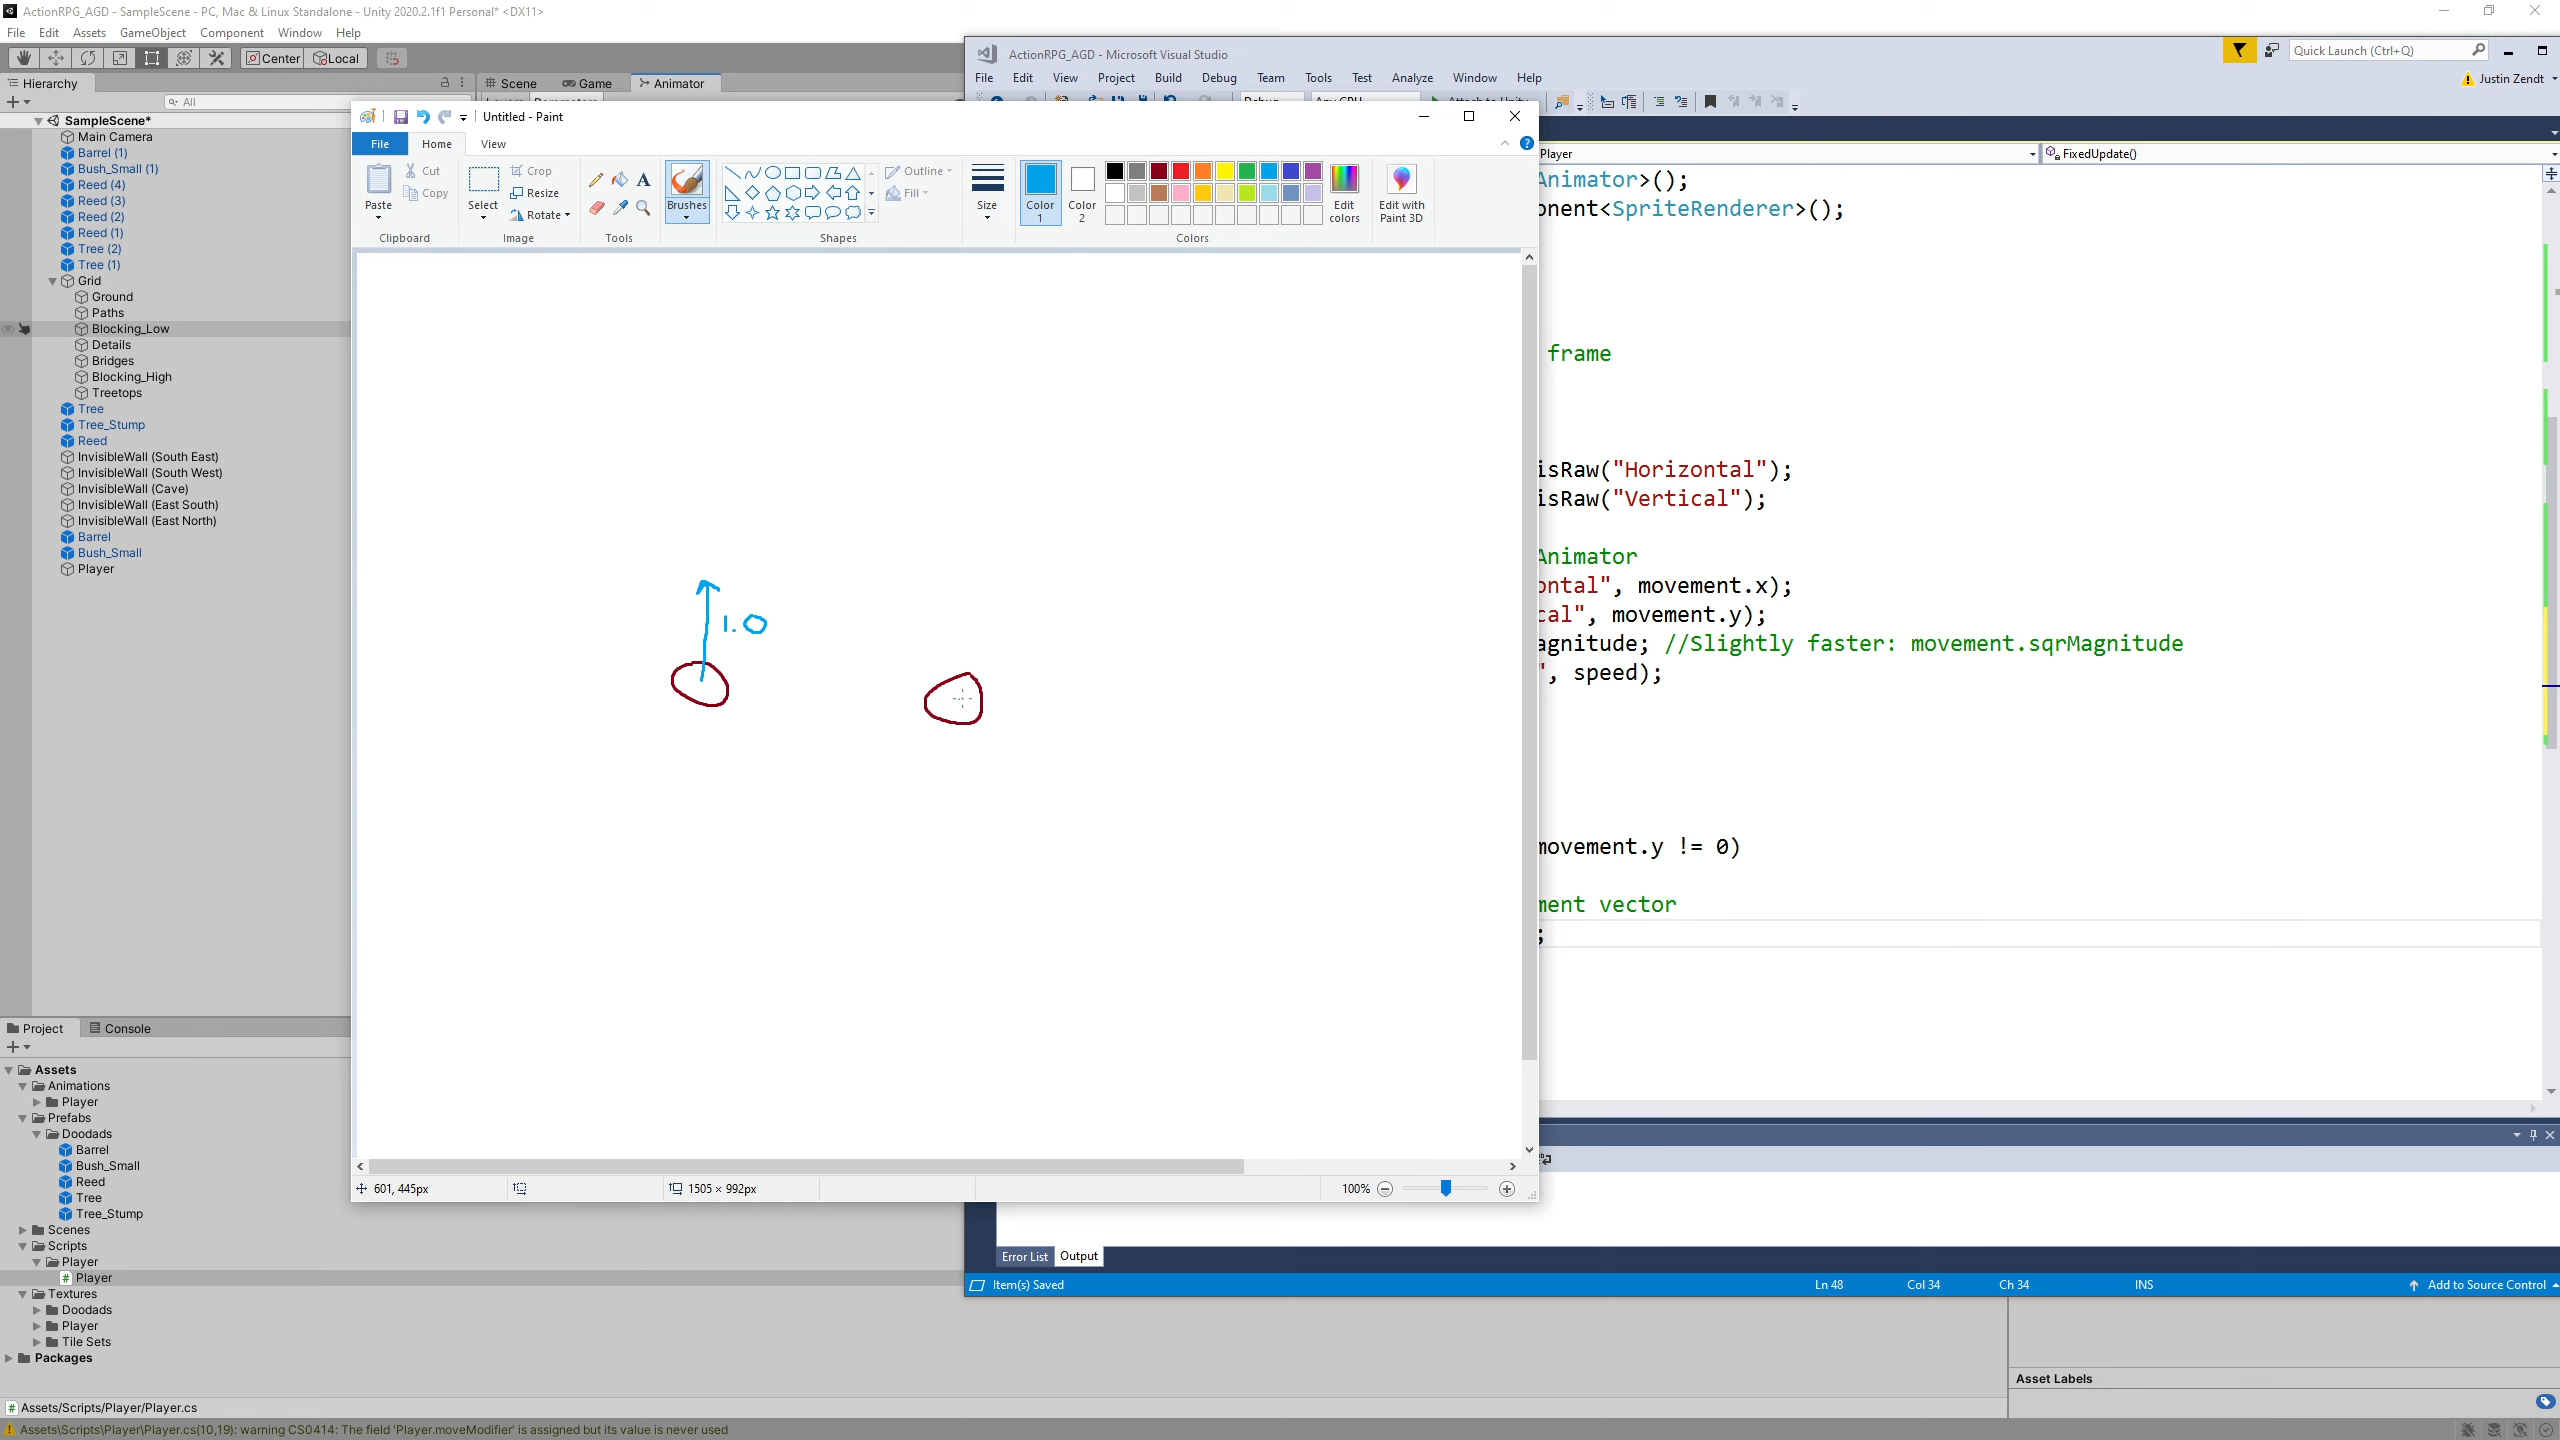 ActionRPG_AGD - SampleScene - PC, Mac & Linux Standalone - Unity 2020.2.1f1 Personal* <DX11>
File Edit Assets GameObject Component Window Help
Center Local
Hierarchy
All
SampleScene*
Main Camera
Barrel (1)
Bush_Small (1)
Reed (4)
Reed (3)
Reed (2)
Reed (1)
Tree (2)
Tree (1)
Grid
Ground
Paths
Blocking_Low
Details
Bridges
Blocking_High
Treetops
Tree
Tree_Stump
Reed
InvisibleWall (South East)
InvisibleWall (South West)
InvisibleWall (Cave)
InvisibleWall (East South)
InvisibleWall (East North)
Barrel
Bush_Small
Player
Scene Game Animator
Untitled - Paint
File Home View
Paste Cut Copy
Clipboard
Select Crop Resize Rotate
Image
A
Tools
Brushes
Outline
Fill
Shapes
Size
Color 1
Color 2
Edit colors
Colors
Edit with Paint 3D
1.0
601, 445px
1505 × 992px
100%
ActionRPG_AGD - Microsoft Visual Studio
Quick Launch (Ctrl+Q)
File Edit View Project Build Debug Team Tools Test Analyze Window Help
Justin Zendt
Player
FixedUpdate()
Animator>();
onent<SpriteRenderer>();
frame
isRaw("Horizontal");
isRaw("Vertical");
Animator
ontal", movement.x);
cal", movement.y);
agnitude; //Slightly faster: movement.sqrMagnitude
", speed);
movement.y != 0)
ment vector
;
Error List Output
Item(s) Saved
Ln 48 Col 34 Ch 34 INS
Add to Source Control
Project Console
Assets
Animations
Player
Prefabs
Doodads
Barrel
Bush_Small
Reed
Tree
Tree_Stump
Scenes
Scripts
Player
Player
Textures
Doodads
Player
Tile Sets
Packages
Asset Labels
Assets/Scripts/Player/Player.cs
Assets\Scripts\Player\Player.cs(10,19): warning CS0414: The field 'Player.moveModifier' is assigned but its value is never used